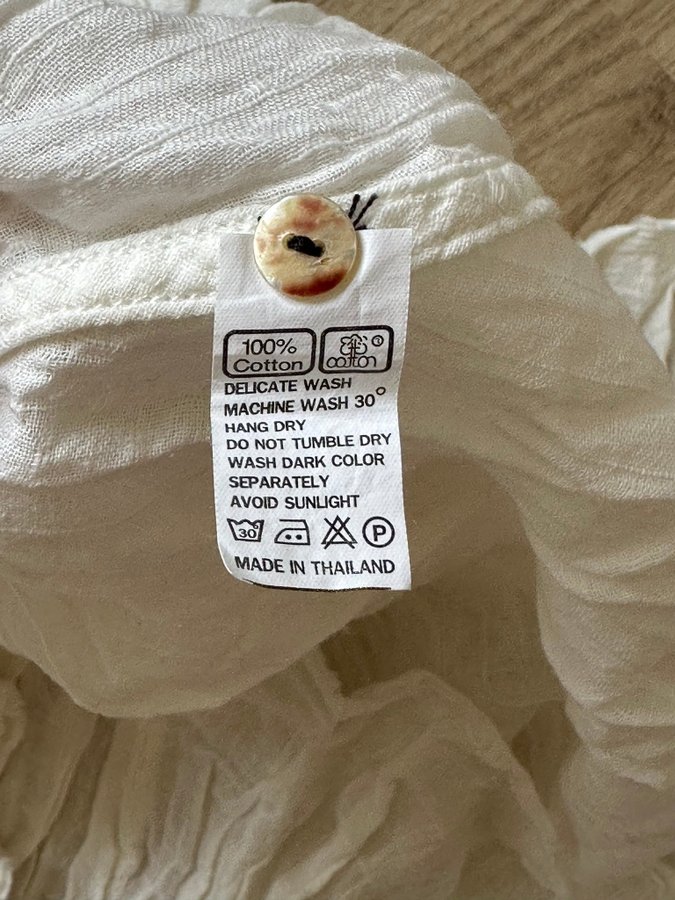 100% Cotton
cotton
DELICATE WASH
MACHINE WASH 30°
HANG DRY
DO NOT TUMBLE DRY
WASH DARK COLOR
SEPARATELY
AVOID SUNLIGHT
30 P
MADE IN THAILAND